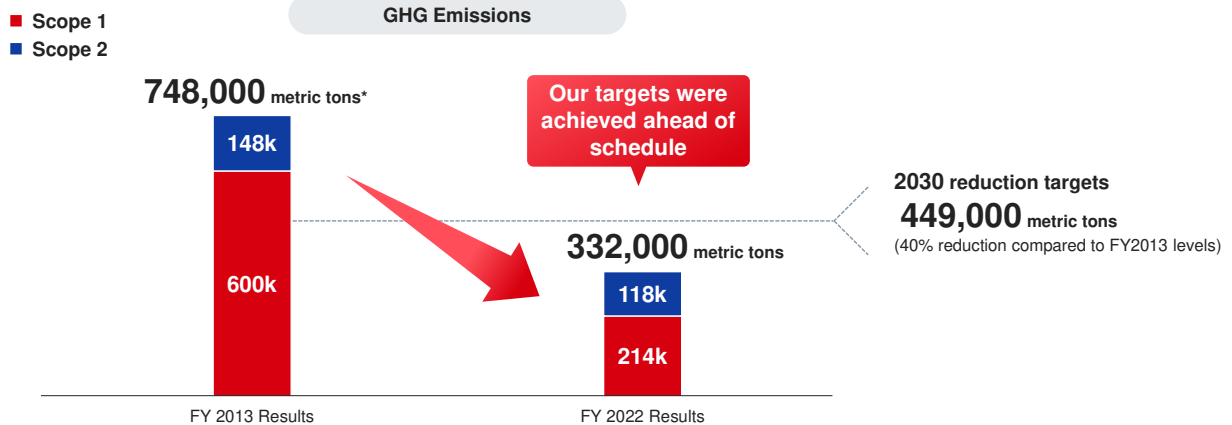 GHG Emissions
Scope 1
Scope 2
748,000 metric tons*
148k
600k
Our targets were
achieved ahead of
schedule
332,000 metric tons
118k
214k
2030 reduction targets
449,000 metric tons
(40% reduction compared to FY2013 levels)
FY 2013 Results
FY 2022 Results